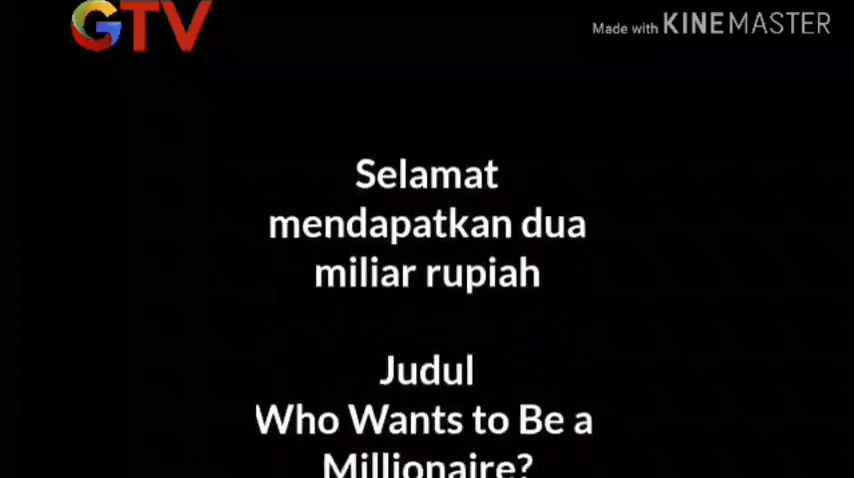 GTV
Made with KINEMASTER
Selamat
mendapatkan dua
miliar rupiah
Judul
Who Wants to Be a
Millionaire?